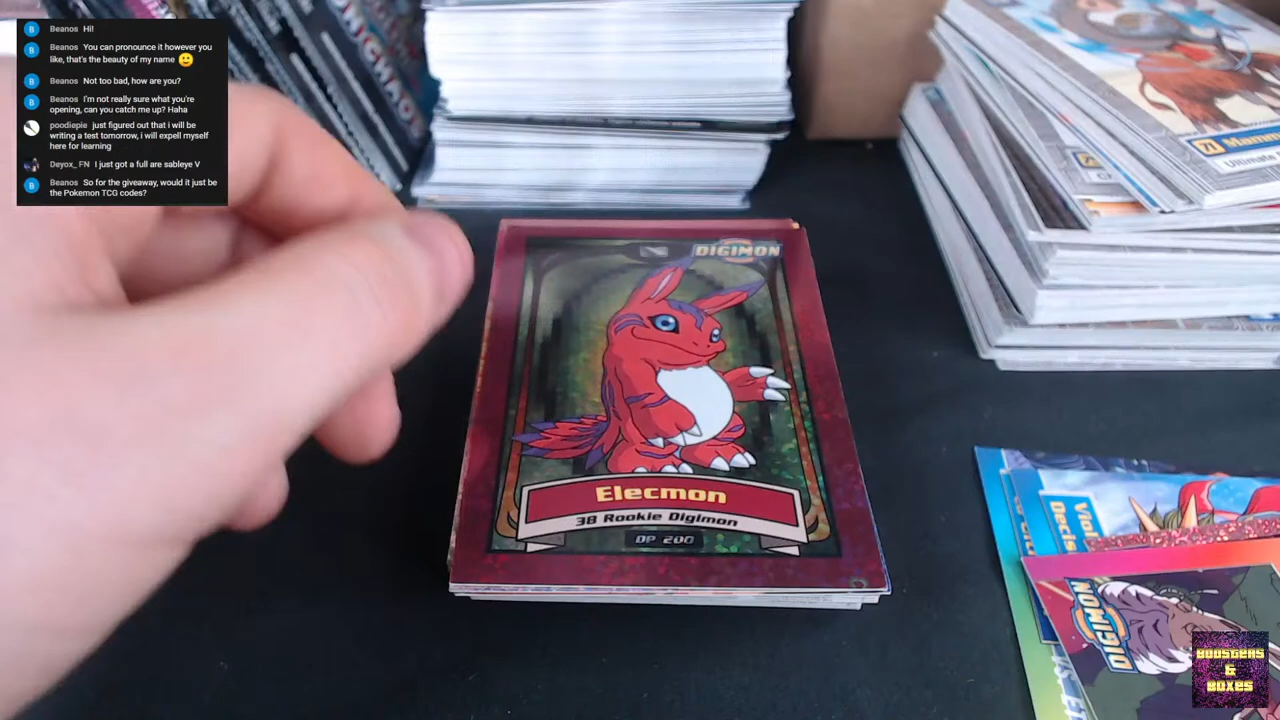 Beanos Hi!
Beanos You can pronounce it however you
like, that's the beauty of my name
Beanos Not too bad, how are you?
Beanos I'm not really sure what you're
opening, can you catch me up? Haha
poodiepie just figured out that i will be
writing a test tomorrow, i will expell myself
here for learning
Deyox_FN I just got a full are sableye V
Beanos So for the giveaway, would it just be
the Pokemon TCG codes?
DIGIMON
Elecmon
38 Rookie Digimon
DP 200
71 Mamm
Ultimate
DIGIMON
BOOSTERS
&
BOXES